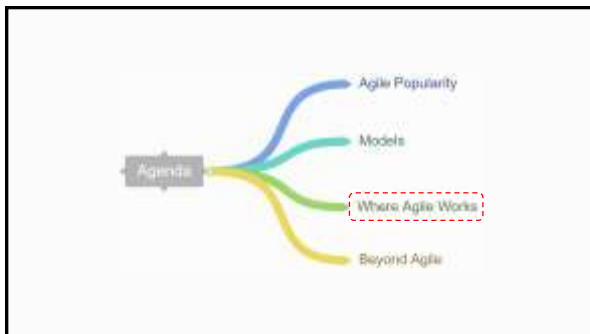 Agenda
Agile Popularity
Models
Where Agile Works
Beyond Agile